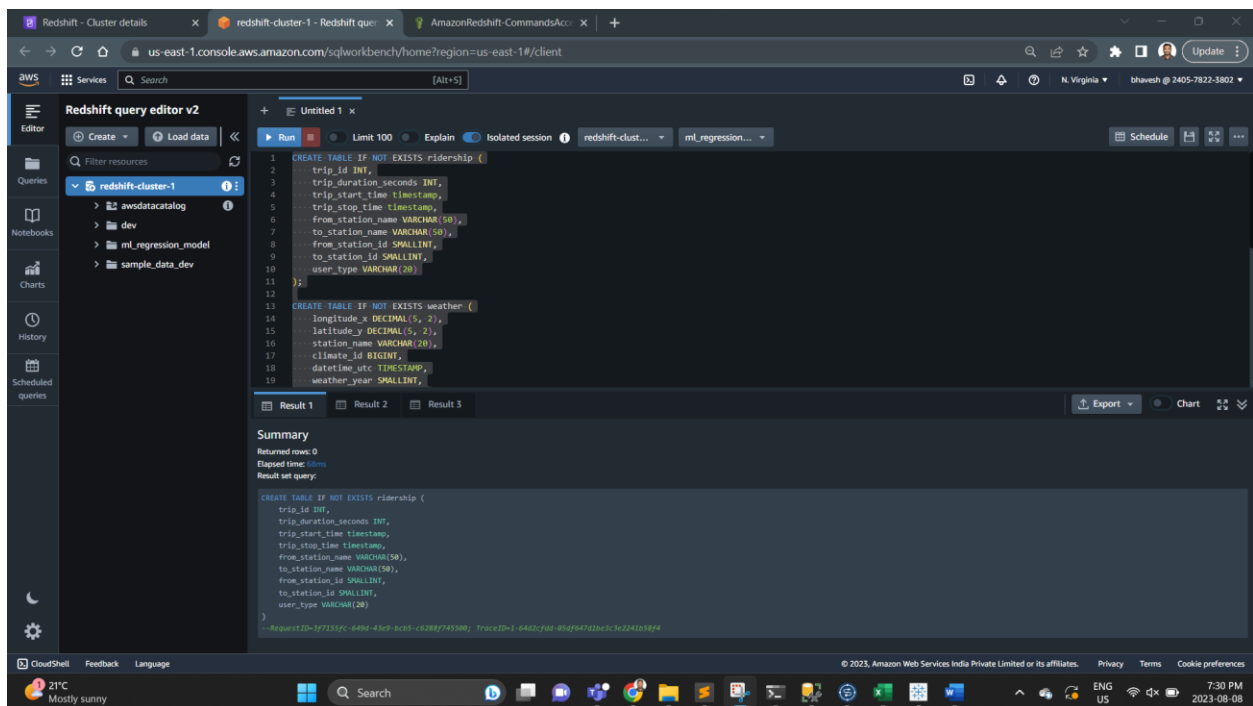 Redshift - Cluster details
redshift-cluster-1 - Redshift quer
AmazonRedshift-CommandsAcc
us-east-1.console.aws.amazon.com/sqlworkbench/home?region=us-east-1#/client
Update
aws
Services
Search
[Alt+S]
N. Virginia
bhavesh @ 2405-7822-3802
Editor
Queries
Notebooks
Charts
History
Scheduled
queries
Redshift query editor v2
Create
Load data
Filter resources
redshift-cluster-1
awsdatacatalog
dev
ml_regression_model
sample_data_dev
Untitled 1
Run
Limit 100
Explain
Isolated session
redshift-clust...
ml_regression...
Schedule
1 CREATE TABLE IF NOT EXISTS ridership (
2 trip_id INT,
3 trip_duration_seconds INT,
4 trip_start_time timestamp,
5 trip_stop_time timestamp,
6 from_station_name VARCHAR(50),
7 to_station_name VARCHAR(50),
8 from_station_id SMALLINT,
9 to_station_id SMALLINT,
10 user_type VARCHAR(20)
11 );
12
13 CREATE TABLE IF NOT EXISTS weather (
14 longitude_x DECIMAL(5, 2),
15 latitude_y DECIMAL(5, 2),
16 station_name VARCHAR(20),
17 climate_id BIGINT,
18 datetime_utc TIMESTAMP,
19 weather_year SMALLINT,
Result 1
Result 2
Result 3
Export
Chart
Summary
Returned rows: 0
Elapsed time: 68ms
Result set query:
CREATE TABLE IF NOT EXISTS ridership (
trip_id INT,
trip_duration_seconds INT,
trip_start_time timestamp,
trip_stop_time timestamp,
from_station_name VARCHAR(50),
to_station_name VARCHAR(50),
from_station_id SMALLINT,
to_station_id SMALLINT,
user_type VARCHAR(20)
)
CloudShell
Feedback
Language
© 2023, Amazon Web Services India Private Limited or its affiliates.
Privacy
Terms
Cookie preferences
1
21°C
Mostly sunny
Search
ENG
US
7:30 PM
2023-08-08